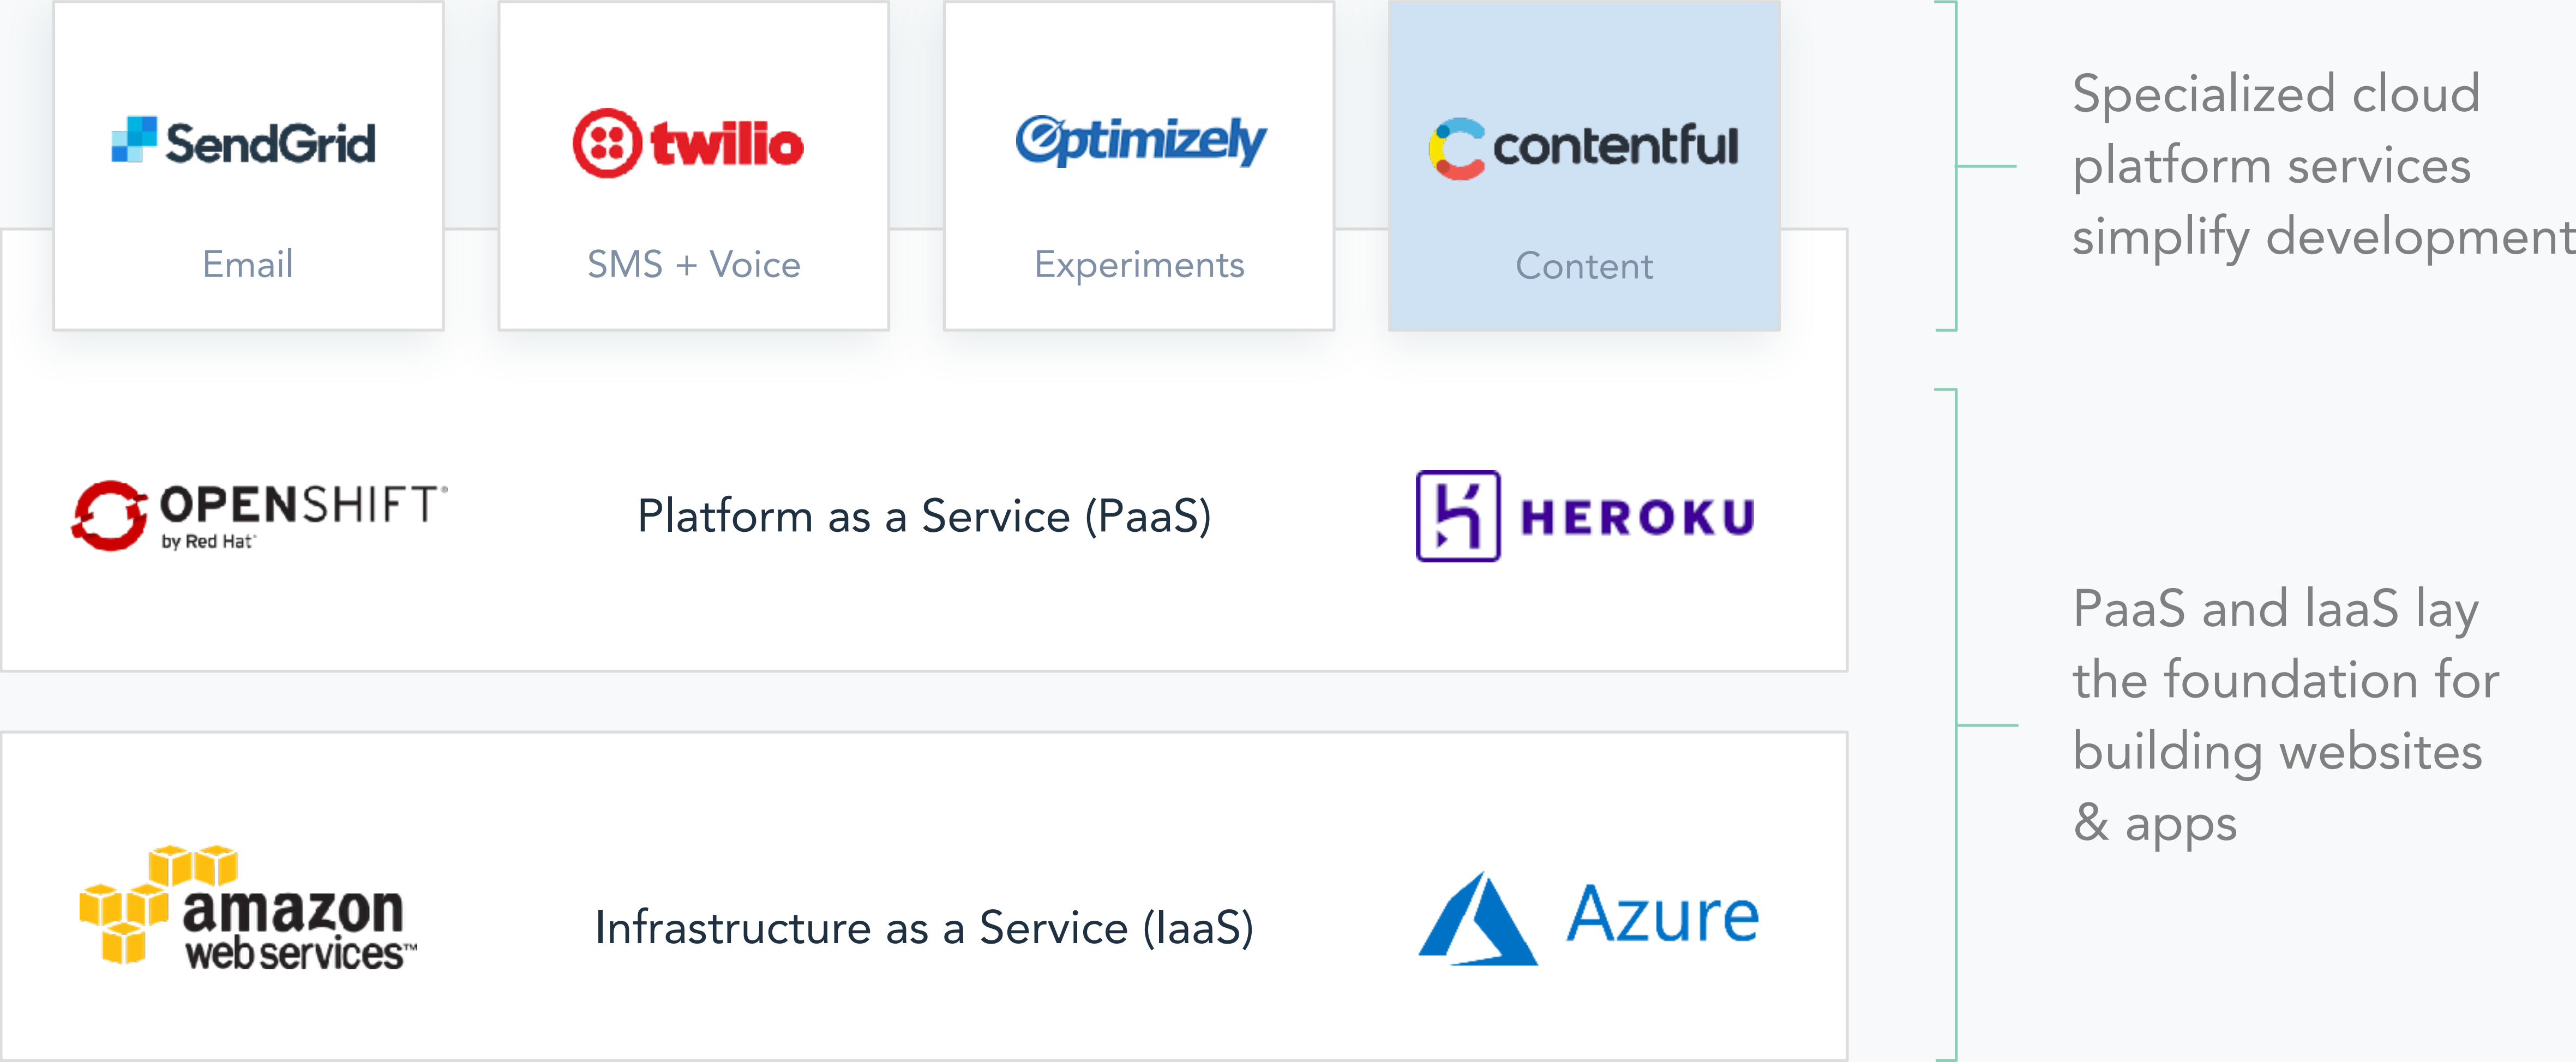 SendGrid
Email
twilio
SMS + Voice
Optimizely
Experiments
contentful
Content
Specialized cloud
platform services
simplify development
OPENSHIFT®
by Red Hat®
Platform as a Service (PaaS)
HEROKU
amazon
web services™
Infrastructure as a Service (IaaS)
Azure
PaaS and IaaS lay
the foundation for
building websites
& apps